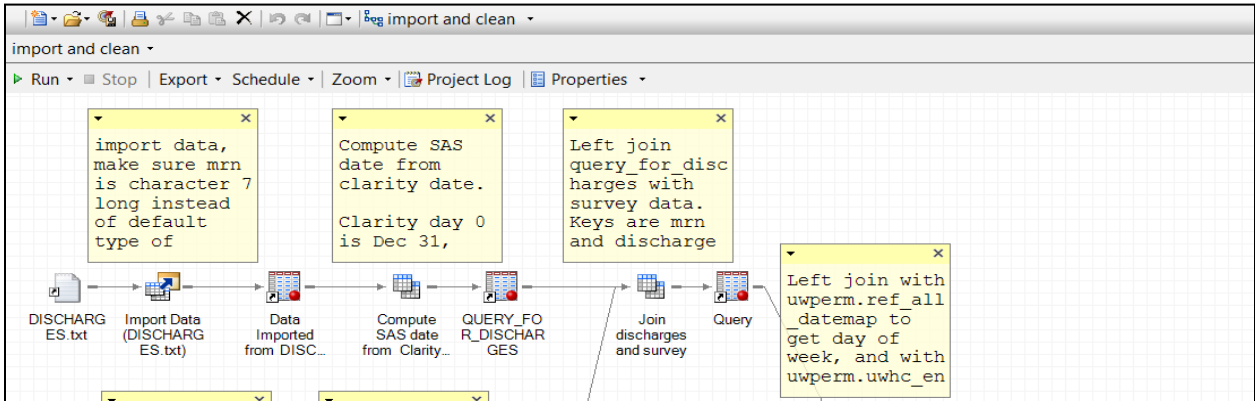 import and clean
import and clean
Run Stop Export Schedule Zoom Project Log Properties
import data,
make sure mrn
is character 7
long instead
of default
type of
Compute SAS
date from
clarity date.
Clarity day 0
is Dec 31,
Left join
query_for_disc
harges with
survey data.
Keys are mrn
and discharge
Left join with
uwperm.ref_all
_datemap to
get day of
week, and with
uwperm.uwhc_en
DISCHARG
ES.txt
Import Data
(DISCHARG
ES.txt)
Data
Imported
from DISC...
Compute
SAS date
from Clarity...
QUERY_FO
R_DISCHAR
GES
Join
discharges
and survey
Query